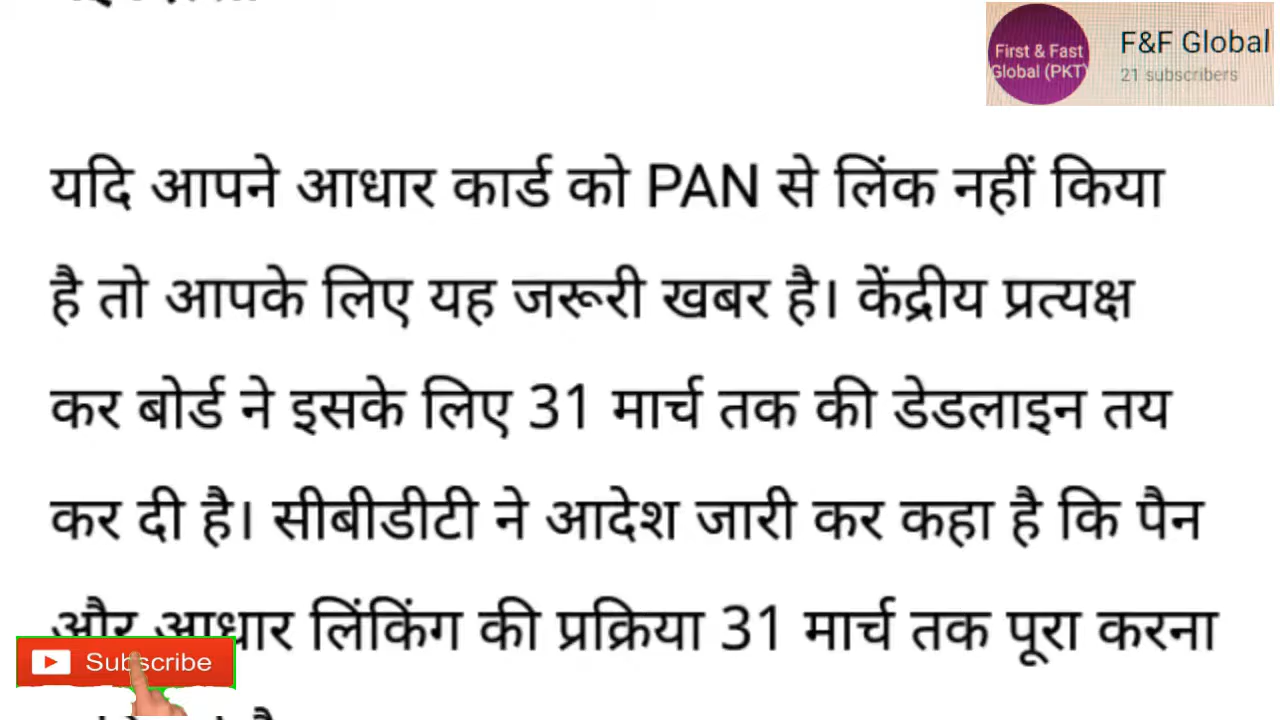 First & Fast
Global (PKT)
F&F Global
21 subscribers
यदि आपने आधार कार्ड को PAN से लिंक नहीं किया
है तो आपके लिए यह जरूरी खबर है। केंद्रीय प्रत्यक्ष
कर बोर्ड ने इसके लिए 31 मार्च तक की डेडलाइन तय
कर दी है। सीबीडीटी ने आदेश जारी कर कहा है कि पैन
और आधार लिंकिंग की प्रक्रिया 31 मार्च तक पूरा करना
Subscribe